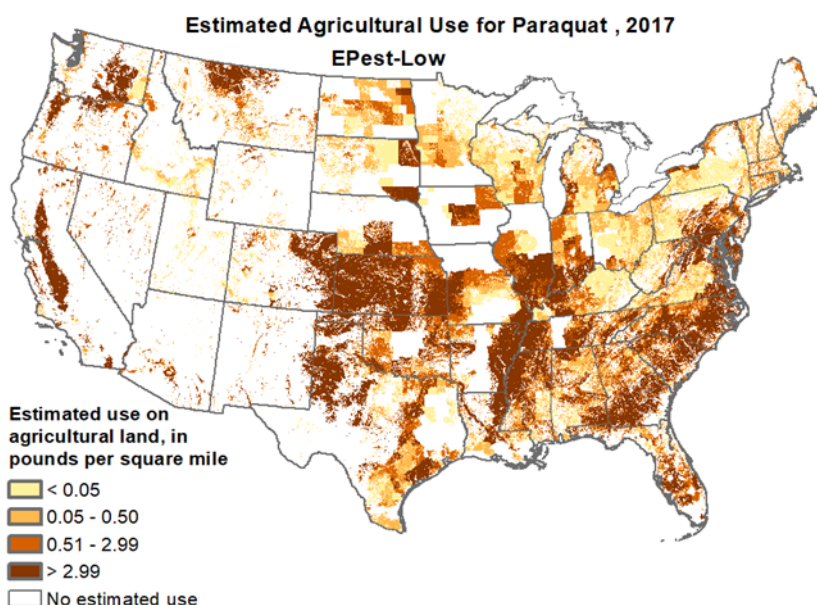 Estimated Agricultural Use for Paraquat , 2017
EPest-Low
Estimated use on
agricultural land, in
pounds per square mile
< 0.05
0.05 - 0.50
0.51 - 2.99
> 2.99
No estimated use